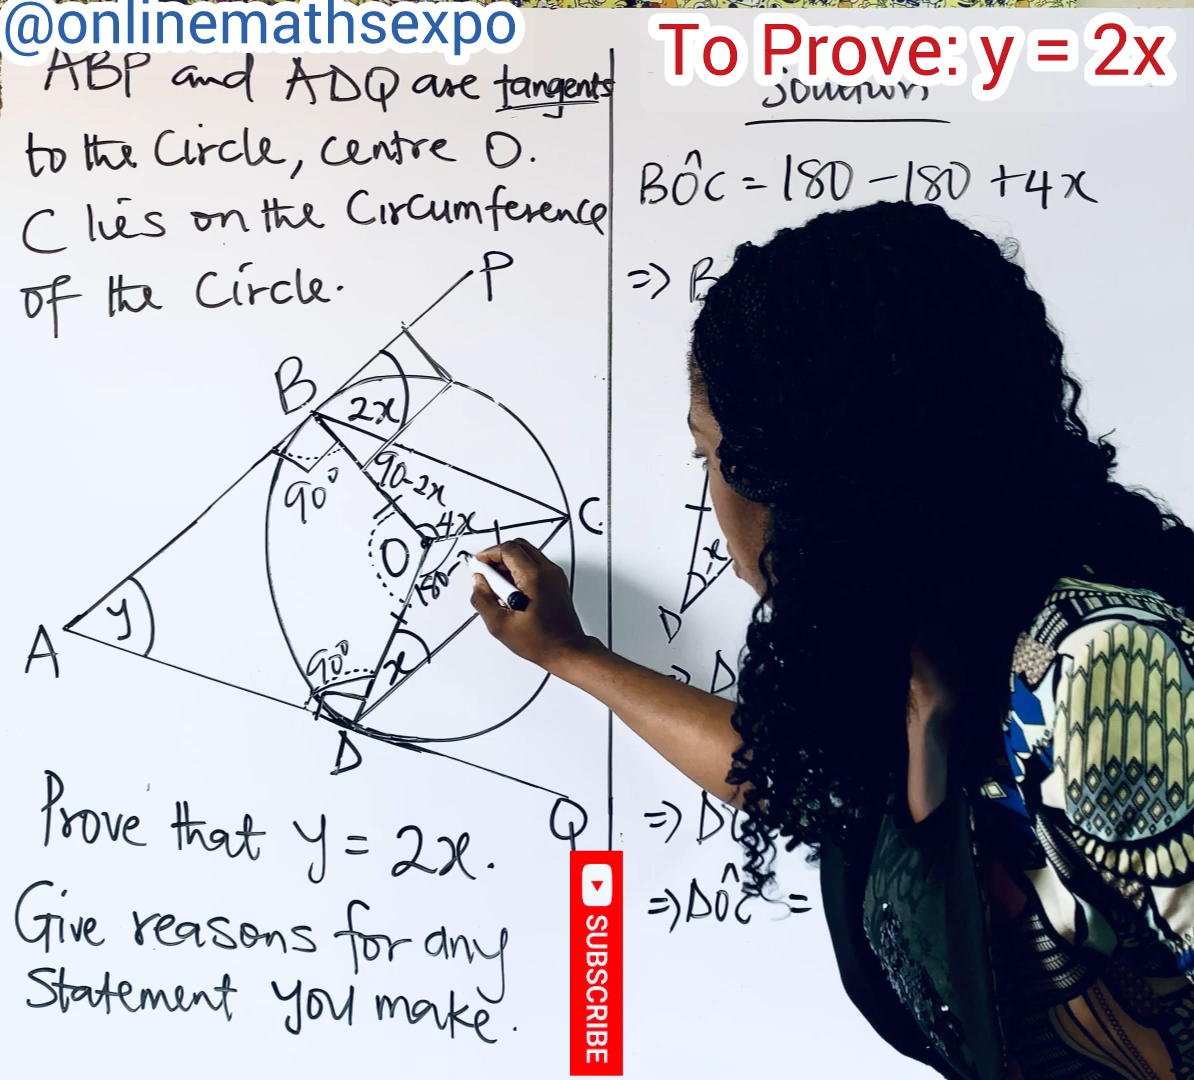 @onlinemathsexpo
To Prove: y = 2x
ABP and ADQ are tangents
to the Circle, centre O.
C lies on the Circumference
of the Circle.
P
B
2x
90°
90-2x
4x
C
O
180-
A
y
90°
x
D
Q
Prove that y = 2x.
Give reasons for any
Statement you make.
Solution
BÔC = 180 - 180 + 4x
=> B
x
D
=> D
=> DÔC =
SUBSCRIBE